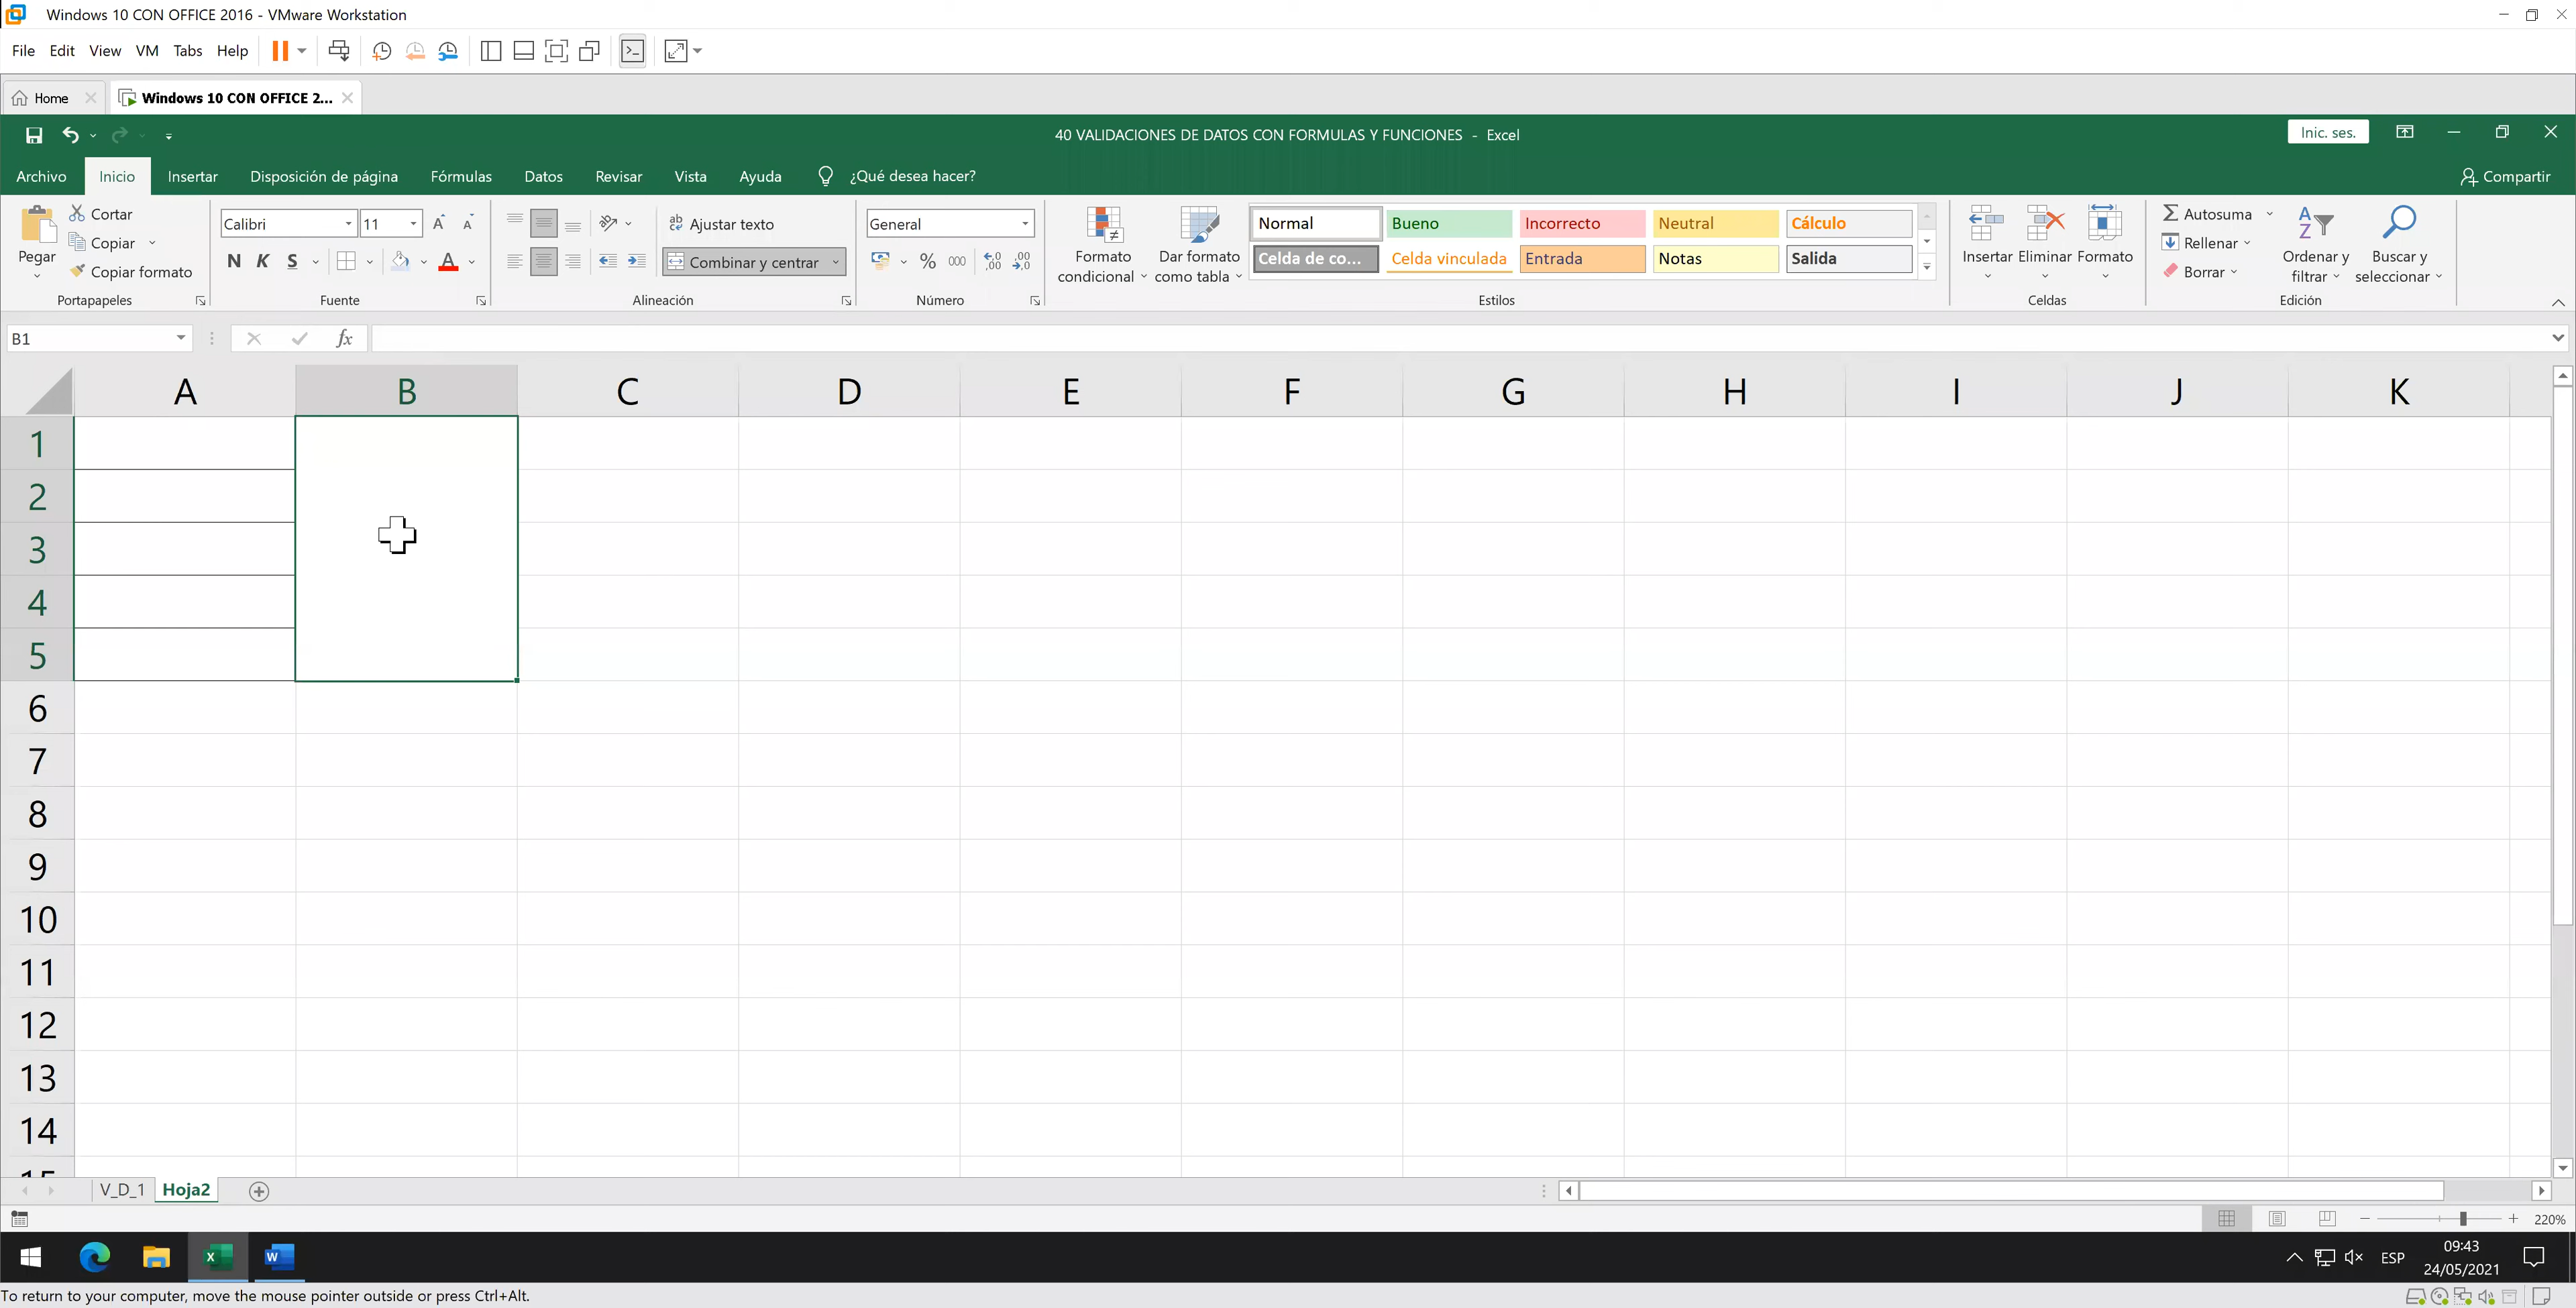 Windows 10 CON OFFICE 2016 - VMware Workstation
File Edit View VM Tabs Help
Home Windows 10 CON OFFICE 2...
40 VALIDACIONES DE DATOS CON FORMULAS Y FUNCIONES - Excel Inic. ses.
Archivo Inicio Insertar Disposición de página Fórmulas Datos Revisar Vista Ayuda ¿Qué desea hacer? Compartir
Pegar Cortar Copiar Copiar formato Portapapeles
Calibri 11 N K S Fuente
Ajustar texto Combinar y centrar Alineación
General % 000 Número
Formato condicional Dar formato como tabla
Normal Bueno Incorrecto Neutral Cálculo
Celda de co... Celda vinculada Entrada Notas Salida
Estilos
Insertar Eliminar Formato Celdas
Autosuma Rellenar Borrar Ordenar y filtrar Buscar y seleccionar Edición
B1 fx
A B C D E F G H I J K
1
2
3
4
5
6
7
8
9
10
11
12
13
14
15
V_D_1 Hoja2
220%
ESP 09:43
24/05/2021
To return to your computer, move the mouse pointer outside or press Ctrl+Alt.